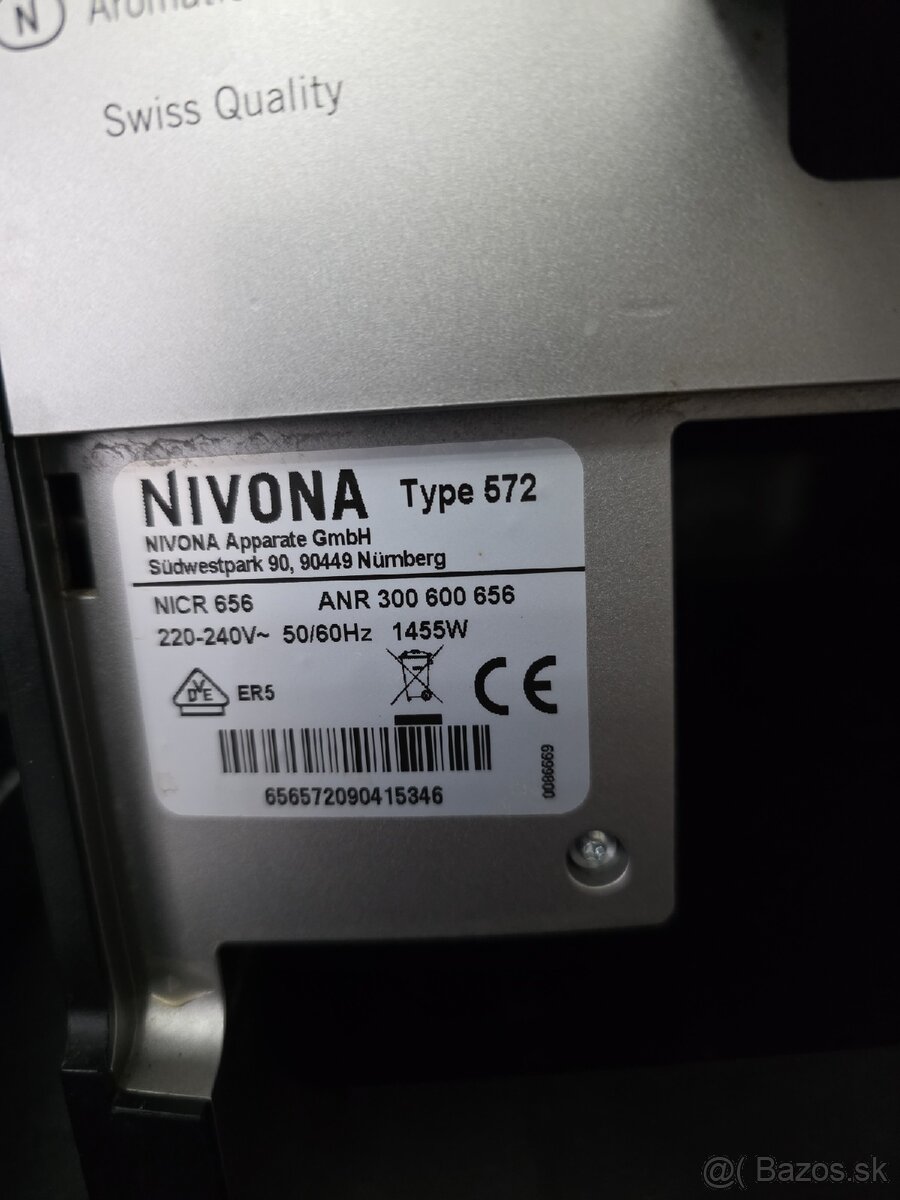 N
Swiss Quality
NIVONA Type 572
NIVONA Apparate GmbH
Südwestpark 90, 90449 Nürnberg
NICR 656 ANR 300 600 656
220-240V~ 50/60Hz 1455W
DVE ER5 CE
0086669
656572090415346
@( Bazos.sk